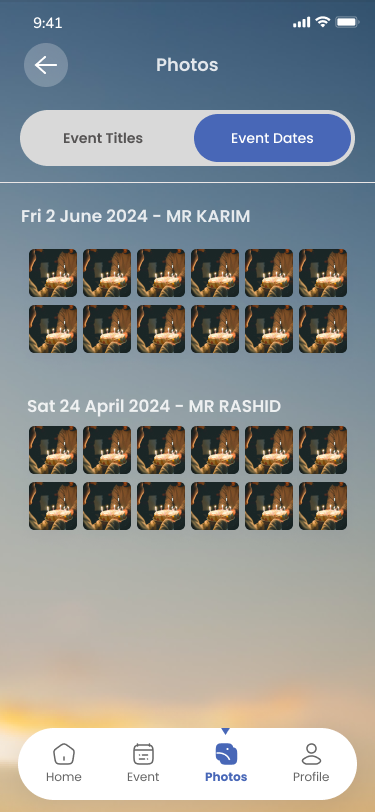 9:41
Photos
Event Titles
Event Dates
Fri 2 June 2024 - MR KARIM
Sat 24 April 2024 - MR RASHID
Home
Event
Photos
Profile